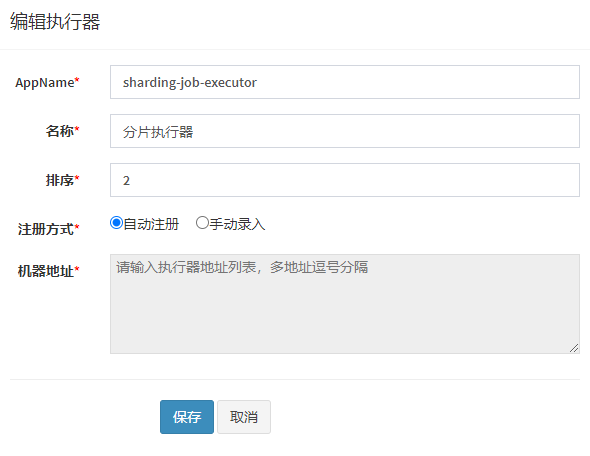 编辑执行器
AppName* sharding-job-executor
名称* 分片执行器
排序* 2
注册方式* 自动注册 手动录入
机器地址* 请输入执行器地址列表，多地址逗号分隔
保存 取消